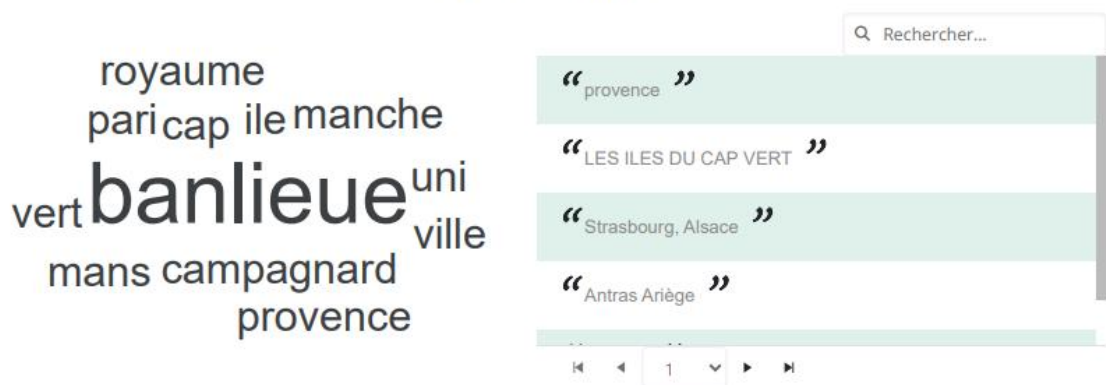 royaume
pari cap ile manche
banlieue uni
vert ville
mans campagnard
provence
Rechercher...
“ provence ”
“ LES ILES DU CAP VERT ”
“ Strasbourg, Alsace ”
“ Antras Ariège ”
1